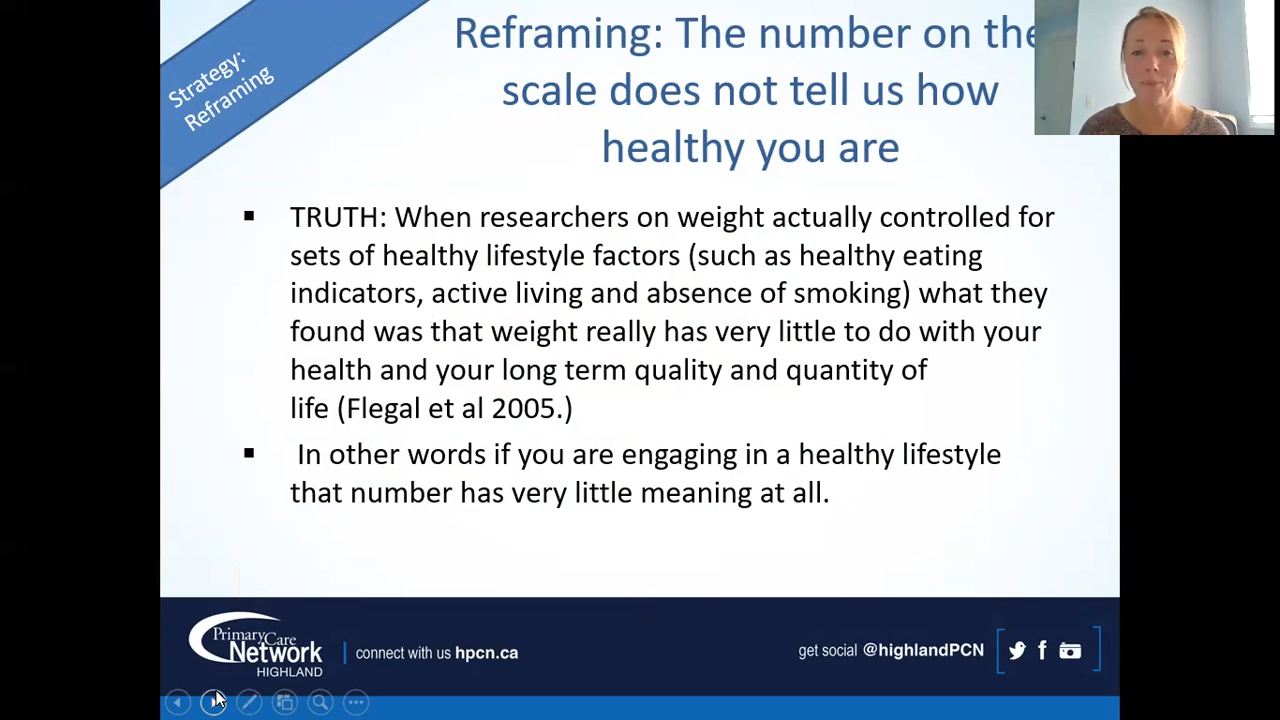 Strategy:
Reframing
Reframing: The number on the
scale does not tell us how
healthy you are
▪ TRUTH: When researchers on weight actually controlled for
sets of healthy lifestyle factors (such as healthy eating
indicators, active living and absence of smoking) what they
found was that weight really has very little to do with your
health and your long term quality and quantity of
life (Flegal et al 2005.)
▪ In other words if you are engaging in a healthy lifestyle
that number has very little meaning at all.
PrimaryCare
Network
HIGHLAND
connect with us hpcn.ca
get social @highlandPCN